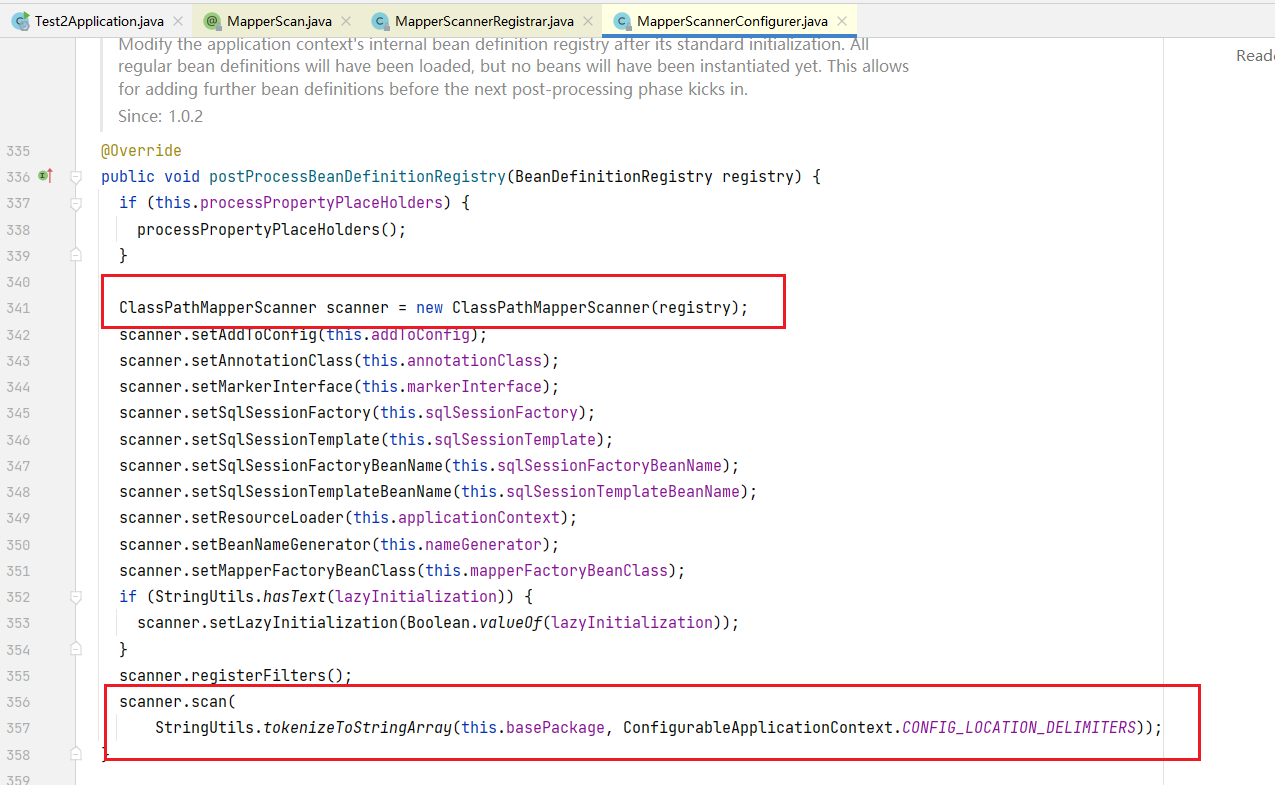 Test2Application.java MapperScan.java MapperScannerRegistrar.java MapperScannerConfigurer.java
Modify the application context's internal bean definition registry after its standard initialization. All
Reade
regular bean definitions will have been loaded, but no beans will have been instantiated yet. This allows
for adding further bean definitions before the next post-processing phase kicks in.
Since: 1.0.2
335 @Override
336 public void postProcessBeanDefinitionRegistry(BeanDefinitionRegistry registry) {
337 if (this.processPropertyPlaceHolders) {
338 processPropertyPlaceHolders();
339 }
340
341 ClassPathMapperScanner scanner = new ClassPathMapperScanner(registry);
342 scanner.setAddToConfig(this.addToConfig);
343 scanner.setAnnotationClass(this.annotationClass);
344 scanner.setMarkerInterface(this.markerInterface);
345 scanner.setSqlSessionFactory(this.sqlSessionFactory);
346 scanner.setSqlSessionTemplate(this.sqlSessionTemplate);
347 scanner.setSqlSessionFactoryBeanName(this.sqlSessionFactoryBeanName);
348 scanner.setSqlSessionTemplateBeanName(this.sqlSessionTemplateBeanName);
349 scanner.setResourceLoader(this.applicationContext);
350 scanner.setBeanNameGenerator(this.nameGenerator);
351 scanner.setMapperFactoryBeanClass(this.mapperFactoryBeanClass);
352 if (StringUtils.hasText(lazyInitialization)) {
353 scanner.setLazyInitialization(Boolean.valueOf(lazyInitialization));
354 }
355 scanner.registerFilters();
356 scanner.scan(
357 StringUtils.tokenizeToStringArray(this.basePackage, ConfigurableApplicationContext.CONFIG_LOCATION_DELIMITERS));
358 }
359